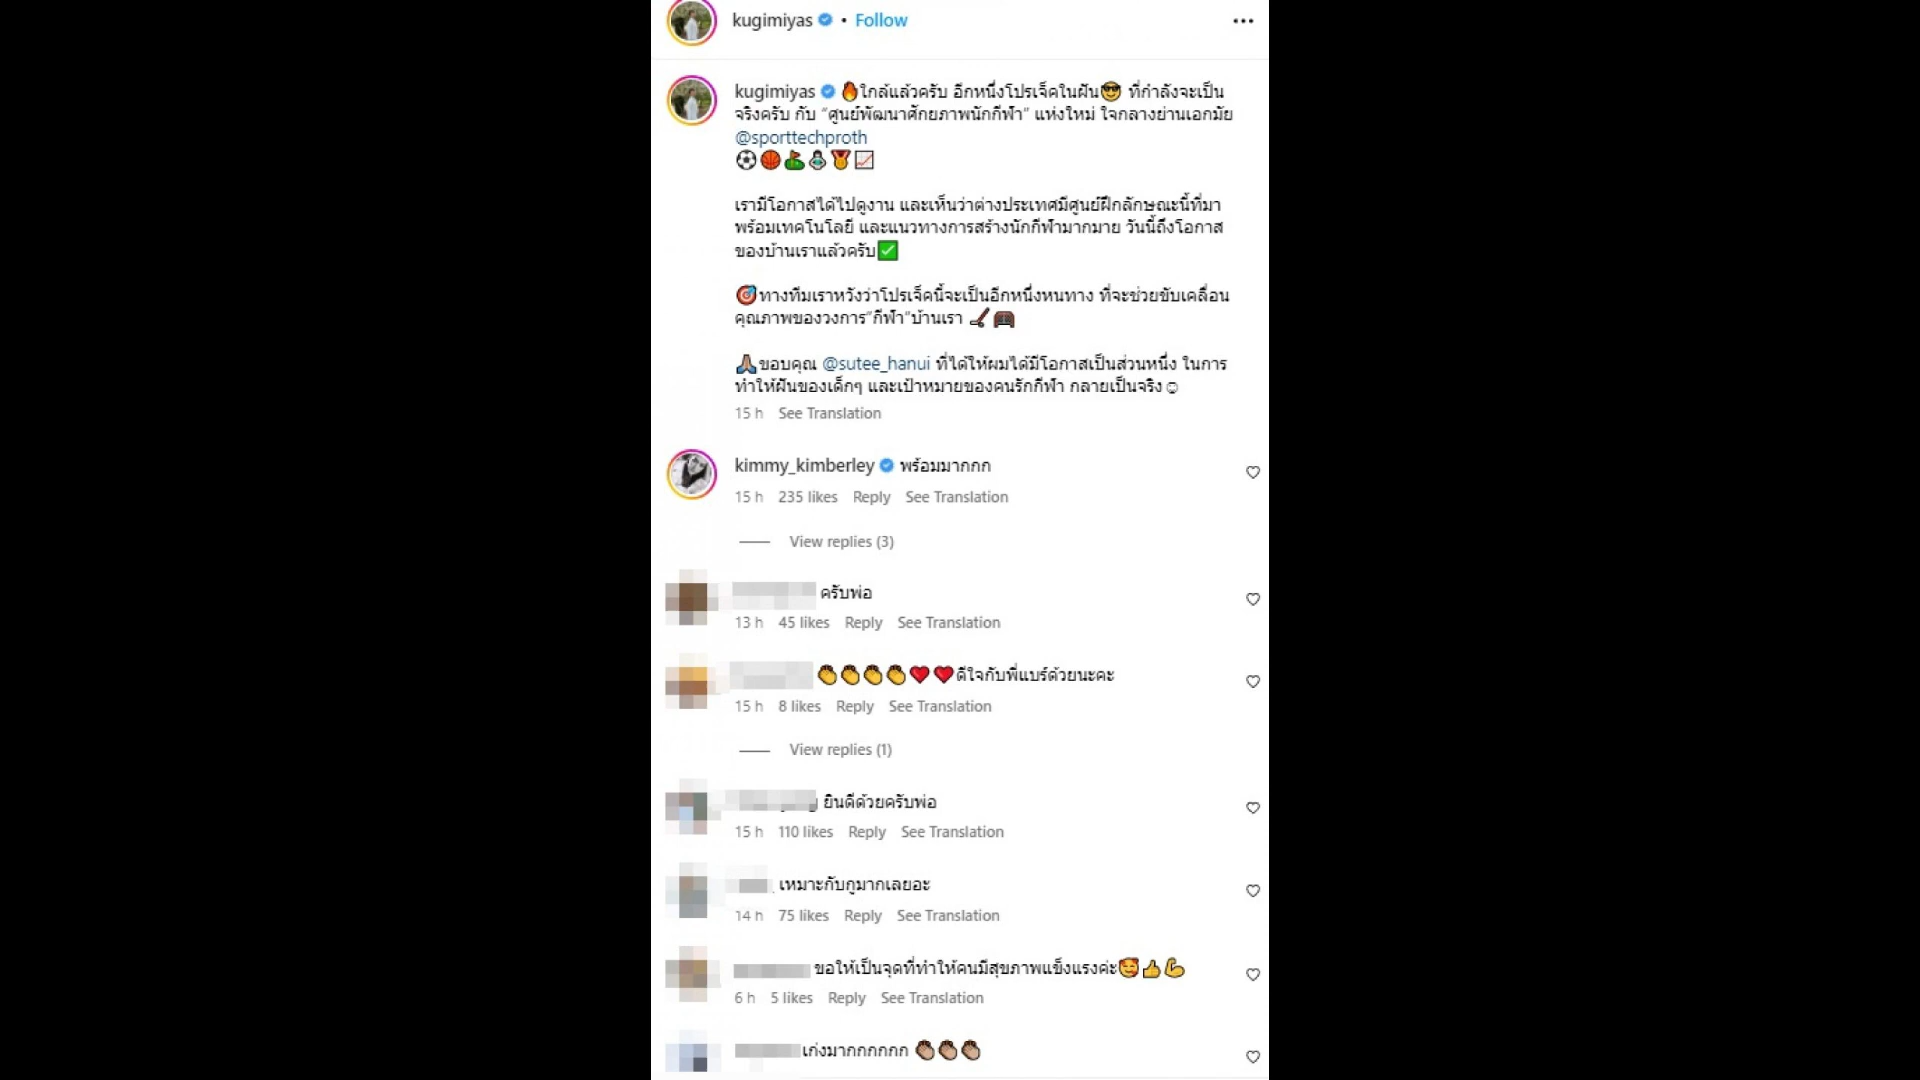 kugimiyas • Follow
kugimiyas 🔥ใกล้แล้วครับ อีกหนึ่งโปรเจ็คในฝัน😎 ที่กำลังจะเป็น
จริงครับ กับ “ศูนย์พัฒนาศักยภาพนักกีฬา” แห่งใหม่ ใจกลางย่านเอกมัย
@sporttechproth
⚽🏀⛳🏅📈
เรามีโอกาสได้ไปดูงาน และเห็นว่าต่างประเทศมีศูนย์ฝึกลักษณะนี้ที่มา
พร้อมเทคโนโลยี และแนวทางการสร้างนักกีฬามากมาย วันนี้ถึงโอกาส
ของบ้านเราแล้วครับ✅
🎯ทางทีมเราหวังว่าโปรเจ็คนี้จะเป็นอีกหนึ่งหนทาง ที่จะช่วยขับเคลื่อน
คุณภาพของวงการ“กีฬา”บ้านเรา 🏒🥅
🙏🏼ขอบคุณ @sutee_hanui ที่ได้ให้ผมได้มีโอกาสเป็นส่วนหนึ่ง ในการ
ทำให้ฝันของเด็กๆ และเป้าหมายของคนรักกีฬา กลายเป็นจริง☺
15 h See Translation
kimmy_kimberley พร้อมมากกก
15 h 235 likes Reply See Translation
View replies (3)
ครับพ่อ
13 h 45 likes Reply See Translation
👏👏👏👏❤️❤️ดีใจกับพี่แบร์ด้วยนะคะ
15 h 8 likes Reply See Translation
View replies (1)
ยินดีด้วยครับพ่อ
15 h 110 likes Reply See Translation
เหมาะกับกูมากเลยอะ
14 h 75 likes Reply See Translation
ขอให้เป็นจุดที่ทำให้คนมีสุขภาพแข็งแรงค่ะ🥰👍💪
6 h 5 likes Reply See Translation
เก่งมากกกกกก 👏🏼👏🏼👏🏼